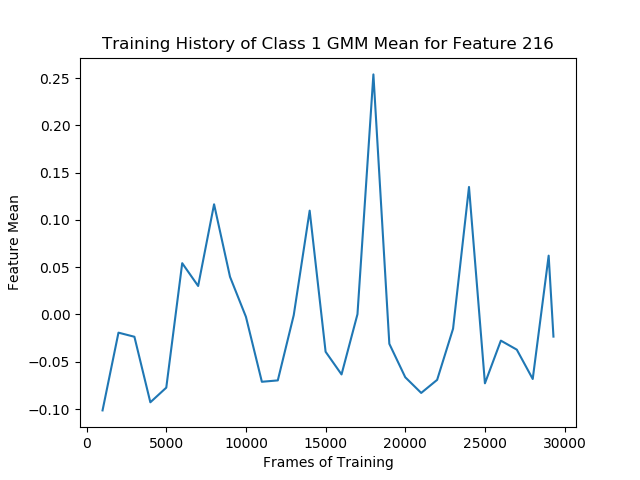 Training History of Class 1 GMM Mean for Feature 216
0.25
0.20
0.15
0.10
0.05
0.00
−0.05
−0.10
Feature Mean
0 5000 10000 15000 20000 25000 30000
Frames of Training